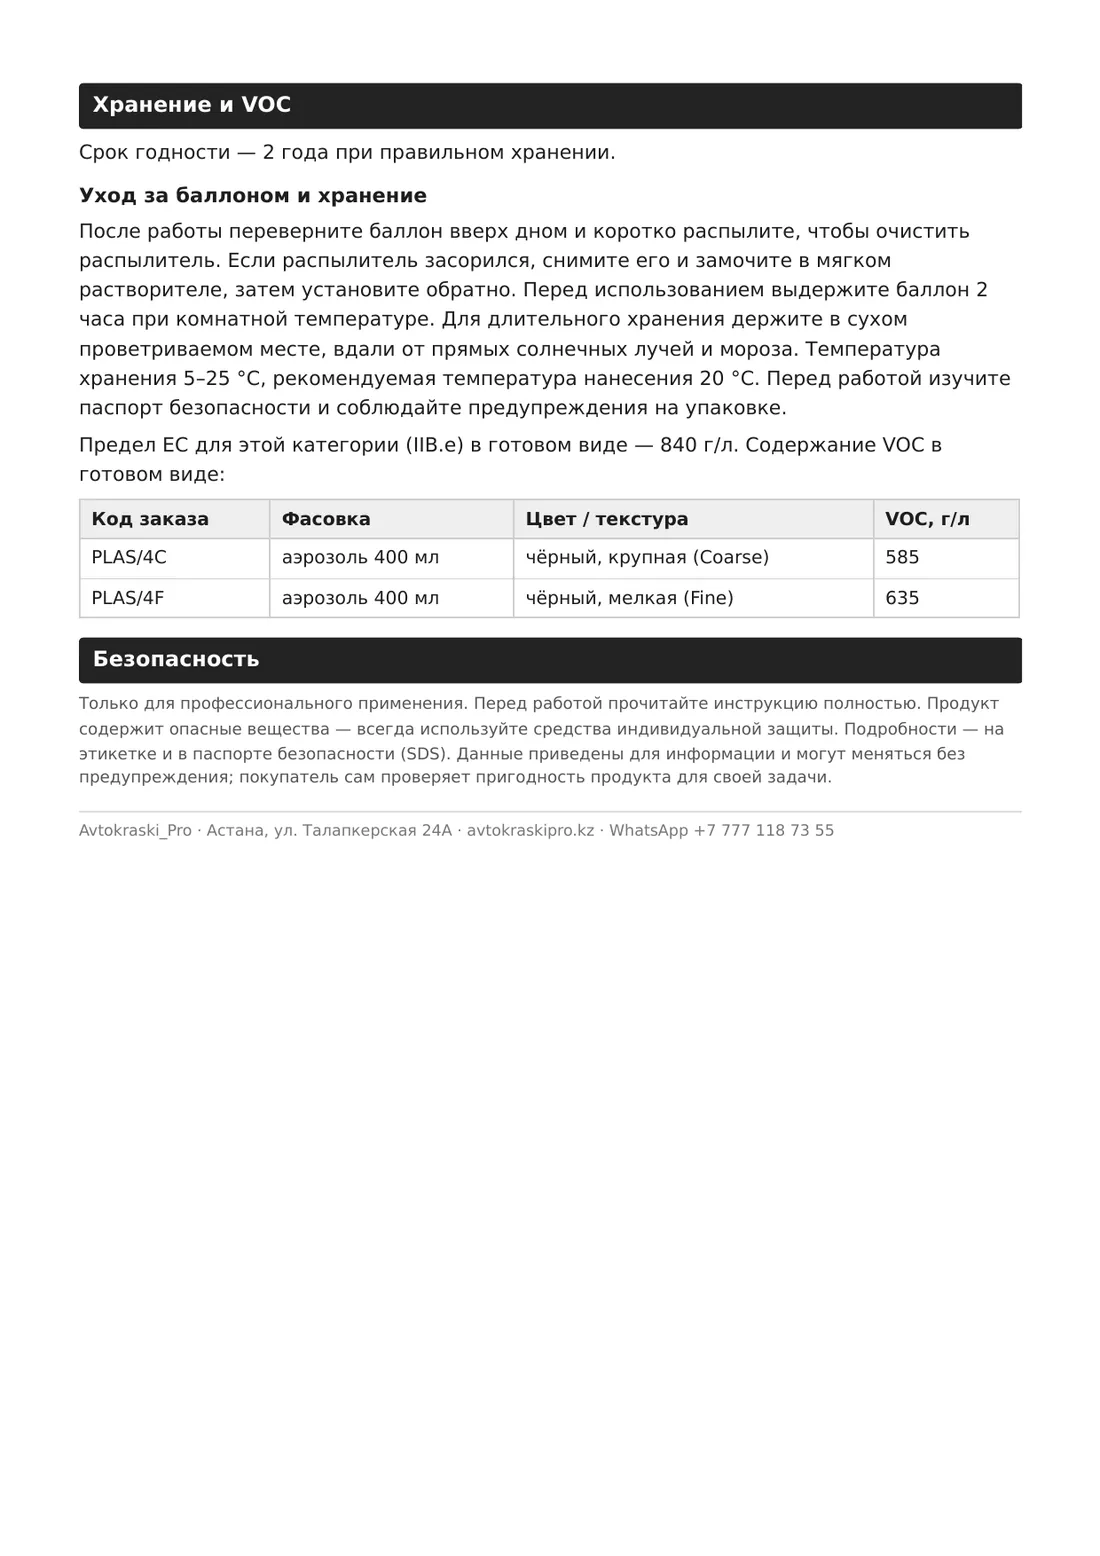 Хранение и VOC
Срок годности — 2 года при правильном хранении.
Уход за баллоном и хранение
После работы переверните баллон вверх дном и коротко распылите, чтобы очистить
распылитель. Если распылитель засорился, снимите его и замочите в мягком
растворителе, затем установите обратно. Перед использованием выдержите баллон 2
часа при комнатной температуре. Для длительного хранения держите в сухом
проветриваемом месте, вдали от прямых солнечных лучей и мороза. Температура
хранения 5–25 °C, рекомендуемая температура нанесения 20 °C. Перед работой изучите
паспорт безопасности и соблюдайте предупреждения на упаковке.
Предел ЕС для этой категории (IIB.e) в готовом виде — 840 г/л. Содержание VOC в
готовом виде:
Код заказа Фасовка Цвет / текстура VOC, г/л
PLAS/4C аэрозоль 400 мл чёрный, крупная (Coarse) 585
PLAS/4F аэрозоль 400 мл чёрный, мелкая (Fine) 635
Безопасность
Только для профессионального применения. Перед работой прочитайте инструкцию полностью. Продукт
содержит опасные вещества — всегда используйте средства индивидуальной защиты. Подробности — на
этикетке и в паспорте безопасности (SDS). Данные приведены для информации и могут меняться без
предупреждения; покупатель сам проверяет пригодность продукта для своей задачи.
Avtokraski_Pro · Астана, ул. Талапкерская 24А · avtokraskipro.kz · WhatsApp +7 777 118 73 55